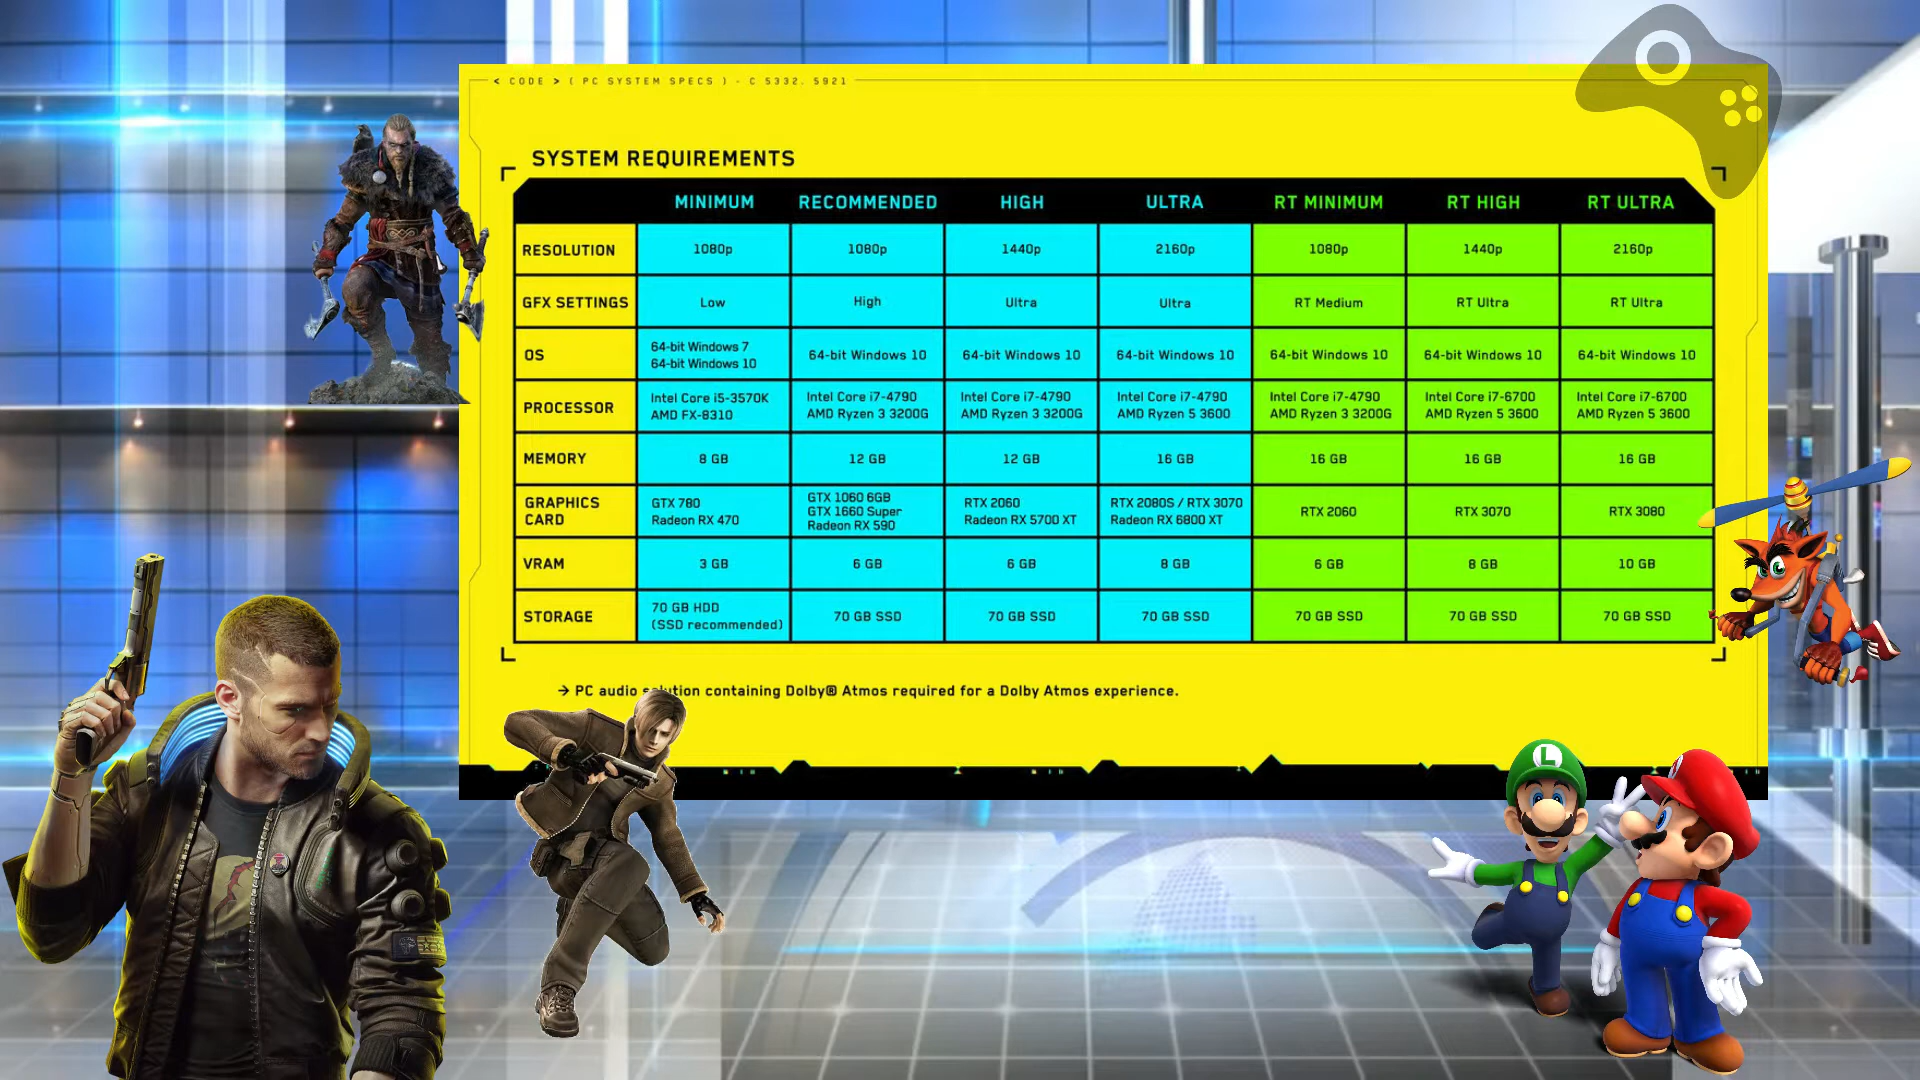 < CODE > ( PC SYSTEM SPECS ) - C 5332. 5921
SYSTEM REQUIREMENTS
MINIMUM RECOMMENDED HIGH ULTRA RT MINIMUM RT HIGH RT ULTRA
RESOLUTION 1080p 1080p 1440p 2160p 1080p 1440p 2160p
GFX SETTINGS Low High Ultra Ultra RT Medium RT Ultra RT Ultra
OS 64-bit Windows 7 64-bit Windows 10 64-bit Windows 10 64-bit Windows 10 64-bit Windows 10 64-bit Windows 10 64-bit Windows 10
64-bit Windows 10
PROCESSOR Intel Core i5-3570K Intel Core i7-4790 Intel Core i7-4790 Intel Core i7-4790 Intel Core i7-4790 Intel Core i7-6700 Intel Core i7-6700
AMD FX-8310 AMD Ryzen 3 3200G AMD Ryzen 3 3200G AMD Ryzen 5 3600 AMD Ryzen 3 3200G AMD Ryzen 5 3600 AMD Ryzen 5 3600
MEMORY 8 GB 12 GB 12 GB 16 GB 16 GB 16 GB 16 GB
GRAPHICS GTX 780 GTX 1060 6GB RTX 2060 RTX 2080S / RTX 3070 RTX 2060 RTX 3070 RTX 3080
CARD Radeon RX 470 GTX 1660 Super Radeon RX 5700 XT Radeon RX 6800 XT
Radeon RX 590
VRAM 3 GB 6 GB 6 GB 8 GB 6 GB 8 GB 10 GB
STORAGE 70 GB HDD 70 GB SSD 70 GB SSD 70 GB SSD 70 GB SSD 70 GB SSD 70 GB SSD
(SSD recommended)
→ PC audio solution containing Dolby® Atmos required for a Dolby Atmos experience.
L